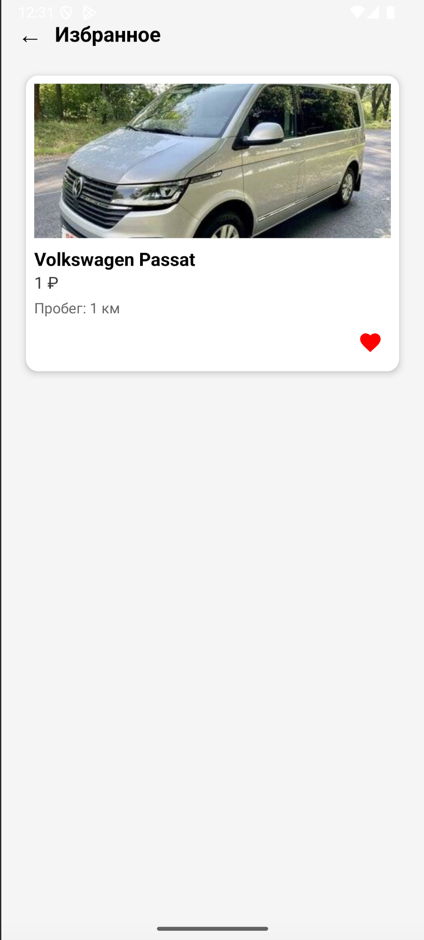 12:31
← Избранное
Volkswagen Passat
1 ₽
Пробег: 1 км